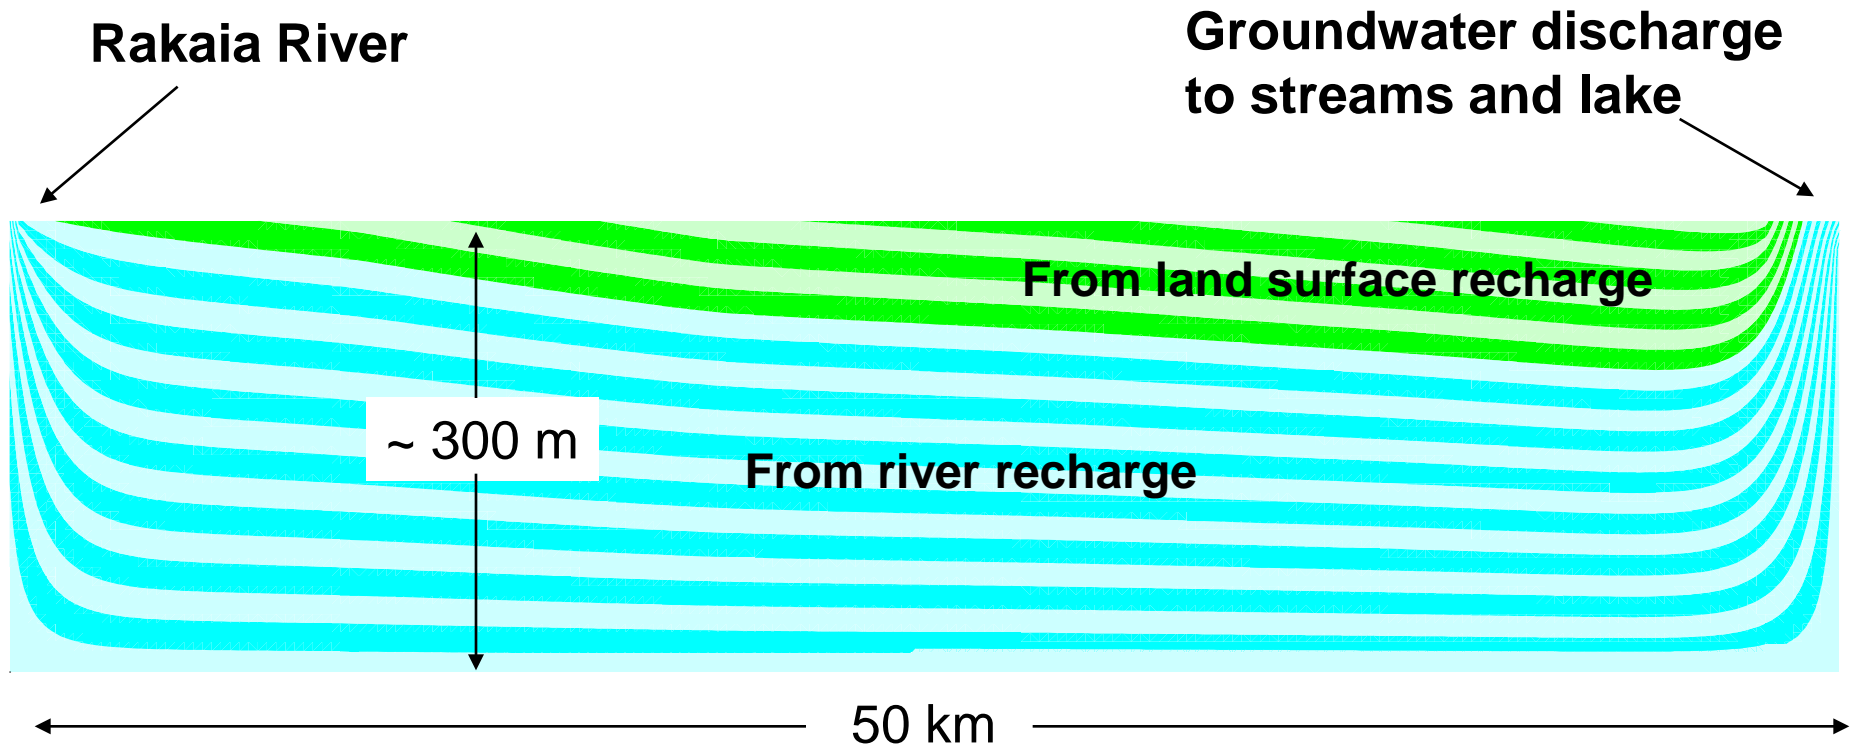 Rakaia River
Groundwater discharge
to streams and lake
From land surface recharge
~ 300 m
From river recharge
50 km